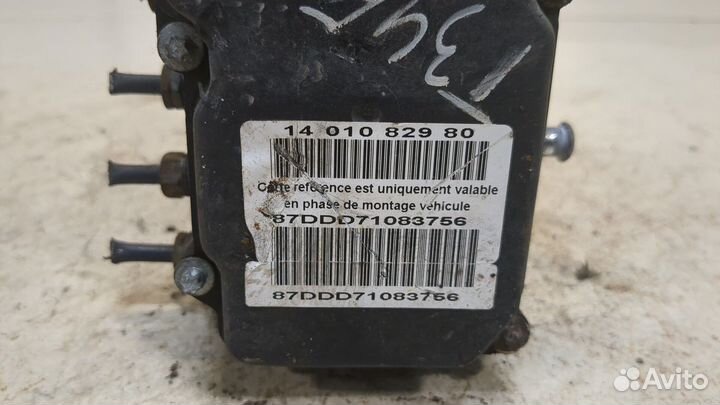 14 010 829 80
Cette reference est uniquement valable
en phase de montage vehicule
87DDD71083756
87DDD71083756
Avito